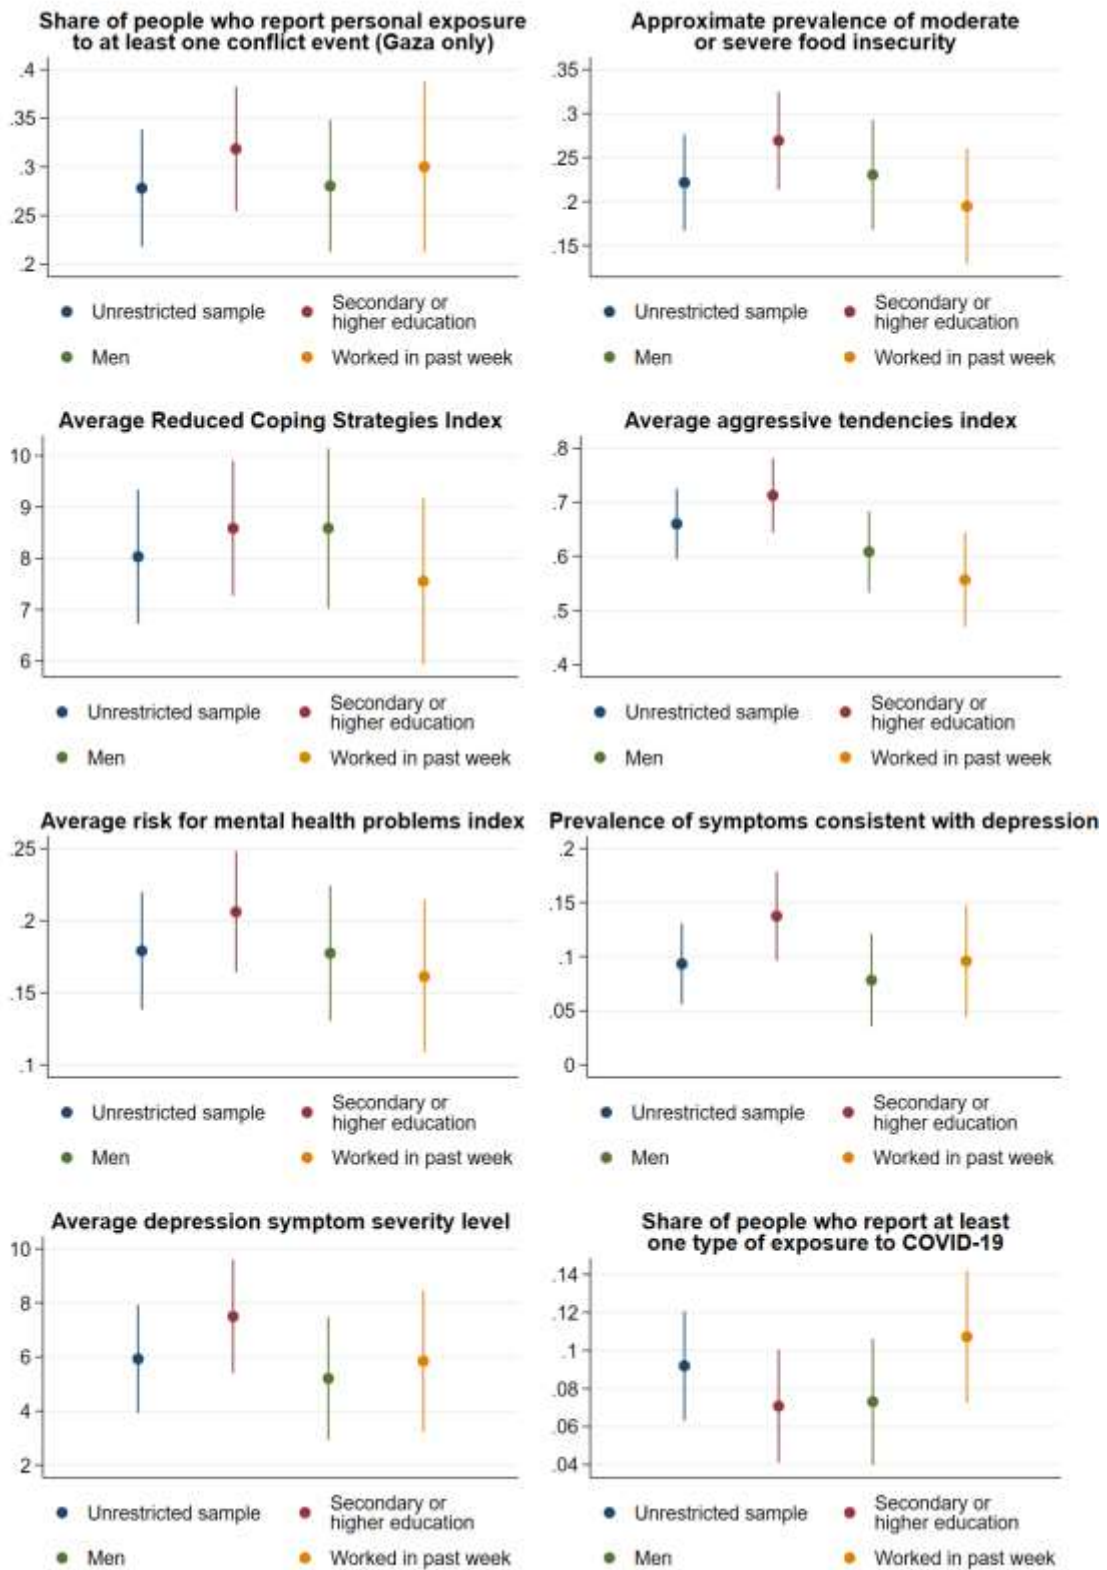 Share of people who report personal exposure
to at least one conflict event (Gaza only)
.4
.35
.3
.25
.2
Unrestricted sample
Secondary or
higher education
Men
Worked in past week
Approximate prevalence of moderate
or severe food insecurity
.35
.3
.25
.2
.15
Unrestricted sample
Secondary or
higher education
Men
Worked in past week
Average Reduced Coping Strategies Index
10
9
8
7
6
Unrestricted sample
Secondary or
higher education
Men
Worked in past week
Average aggressive tendencies index
.8
.7
.6
.5
.4
Unrestricted sample
Secondary or
higher education
Men
Worked in past week
Average risk for mental health problems index
.25
.2
.15
.1
Unrestricted sample
Secondary or
higher education
Men
Worked in past week
Prevalence of symptoms consistent with depression
.2
.15
.1
.05
0
Unrestricted sample
Secondary or
higher education
Men
Worked in past week
Average depression symptom severity level
10
8
6
4
2
Unrestricted sample
Secondary or
higher education
Men
Worked in past week
Share of people who report at least
one type of exposure to COVID-19
.14
.12
.1
.08
.06
.04
Unrestricted sample
Secondary or
higher education
Men
Worked in past week